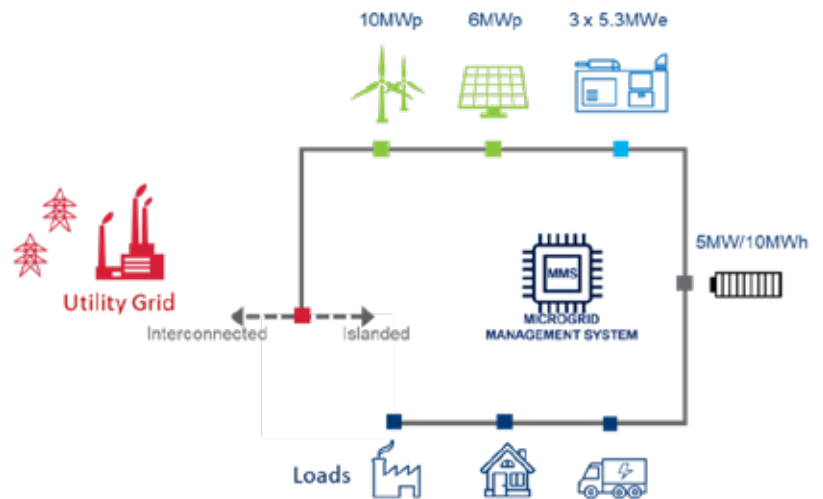 10MWp
6MWp
3 x 5.3MWe
5MW/10MWh
MMS
Utility Grid
MICROGRID
MANAGEMENT SYSTEM
Interconnected
Islanded
Loads